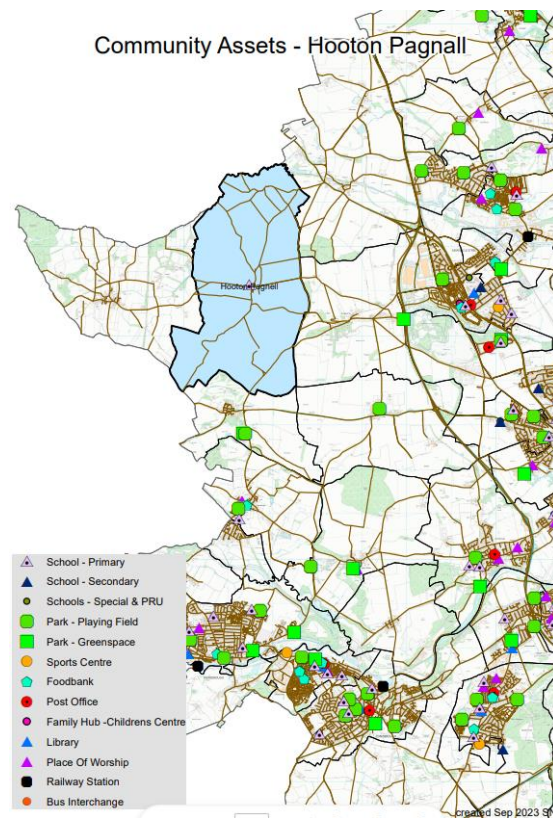 Community Assets - Hooton Pagnall
Hooton Pagnell
School - Primary
School - Secondary
Schools - Special & PRU
Park - Playing Field
Park - Greenspace
Sports Centre
Foodbank
Post Office
Family Hub -Childrens Centre
Library
Place Of Worship
Railway Station
Bus Interchange
created Sep 2023